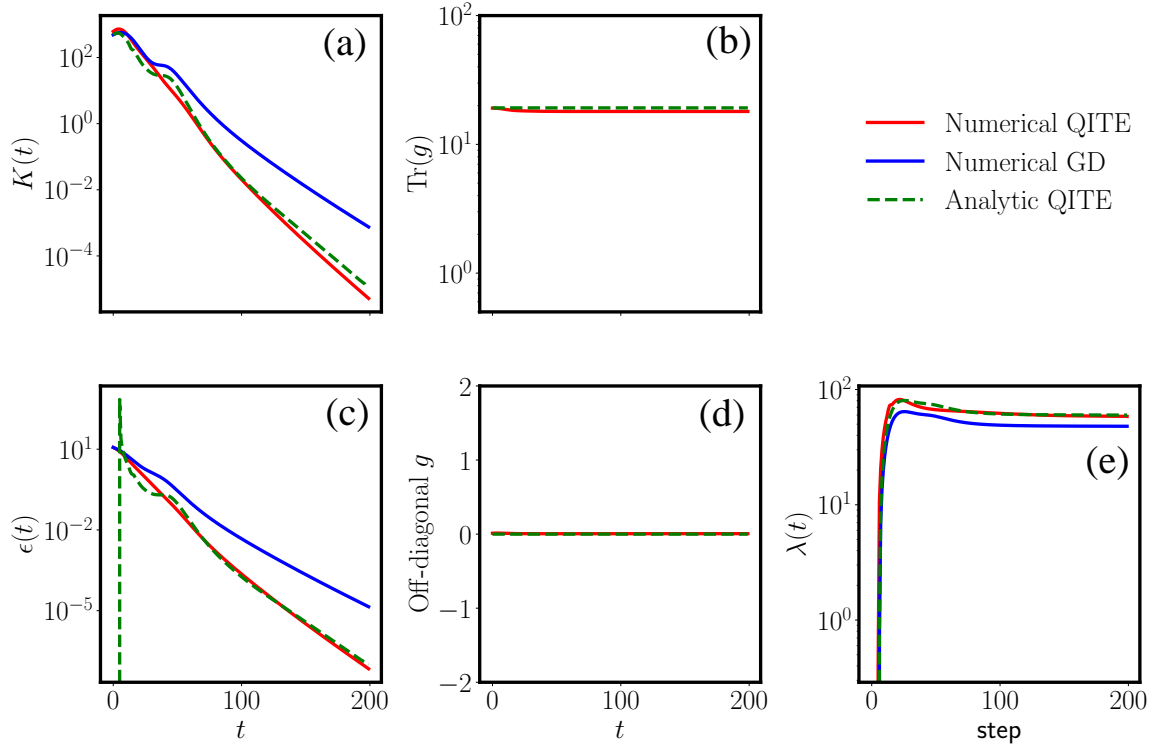 (a)
K(t)
10^2
10^0
10^{-2}
10^{-4}
(b)
Tr(g)
10^2
10^1
10^0
Numerical QITE
Numerical GD
Analytic QITE
(c)
ϵ(t)
10^1
10^{-2}
10^{-5}
0 100 200
t
(d)
Off-diagonal g
2
1
0
−1
−2
0 100 200
t
(e)
λ(t)
10^2
10^1
10^0
0 100 200
step